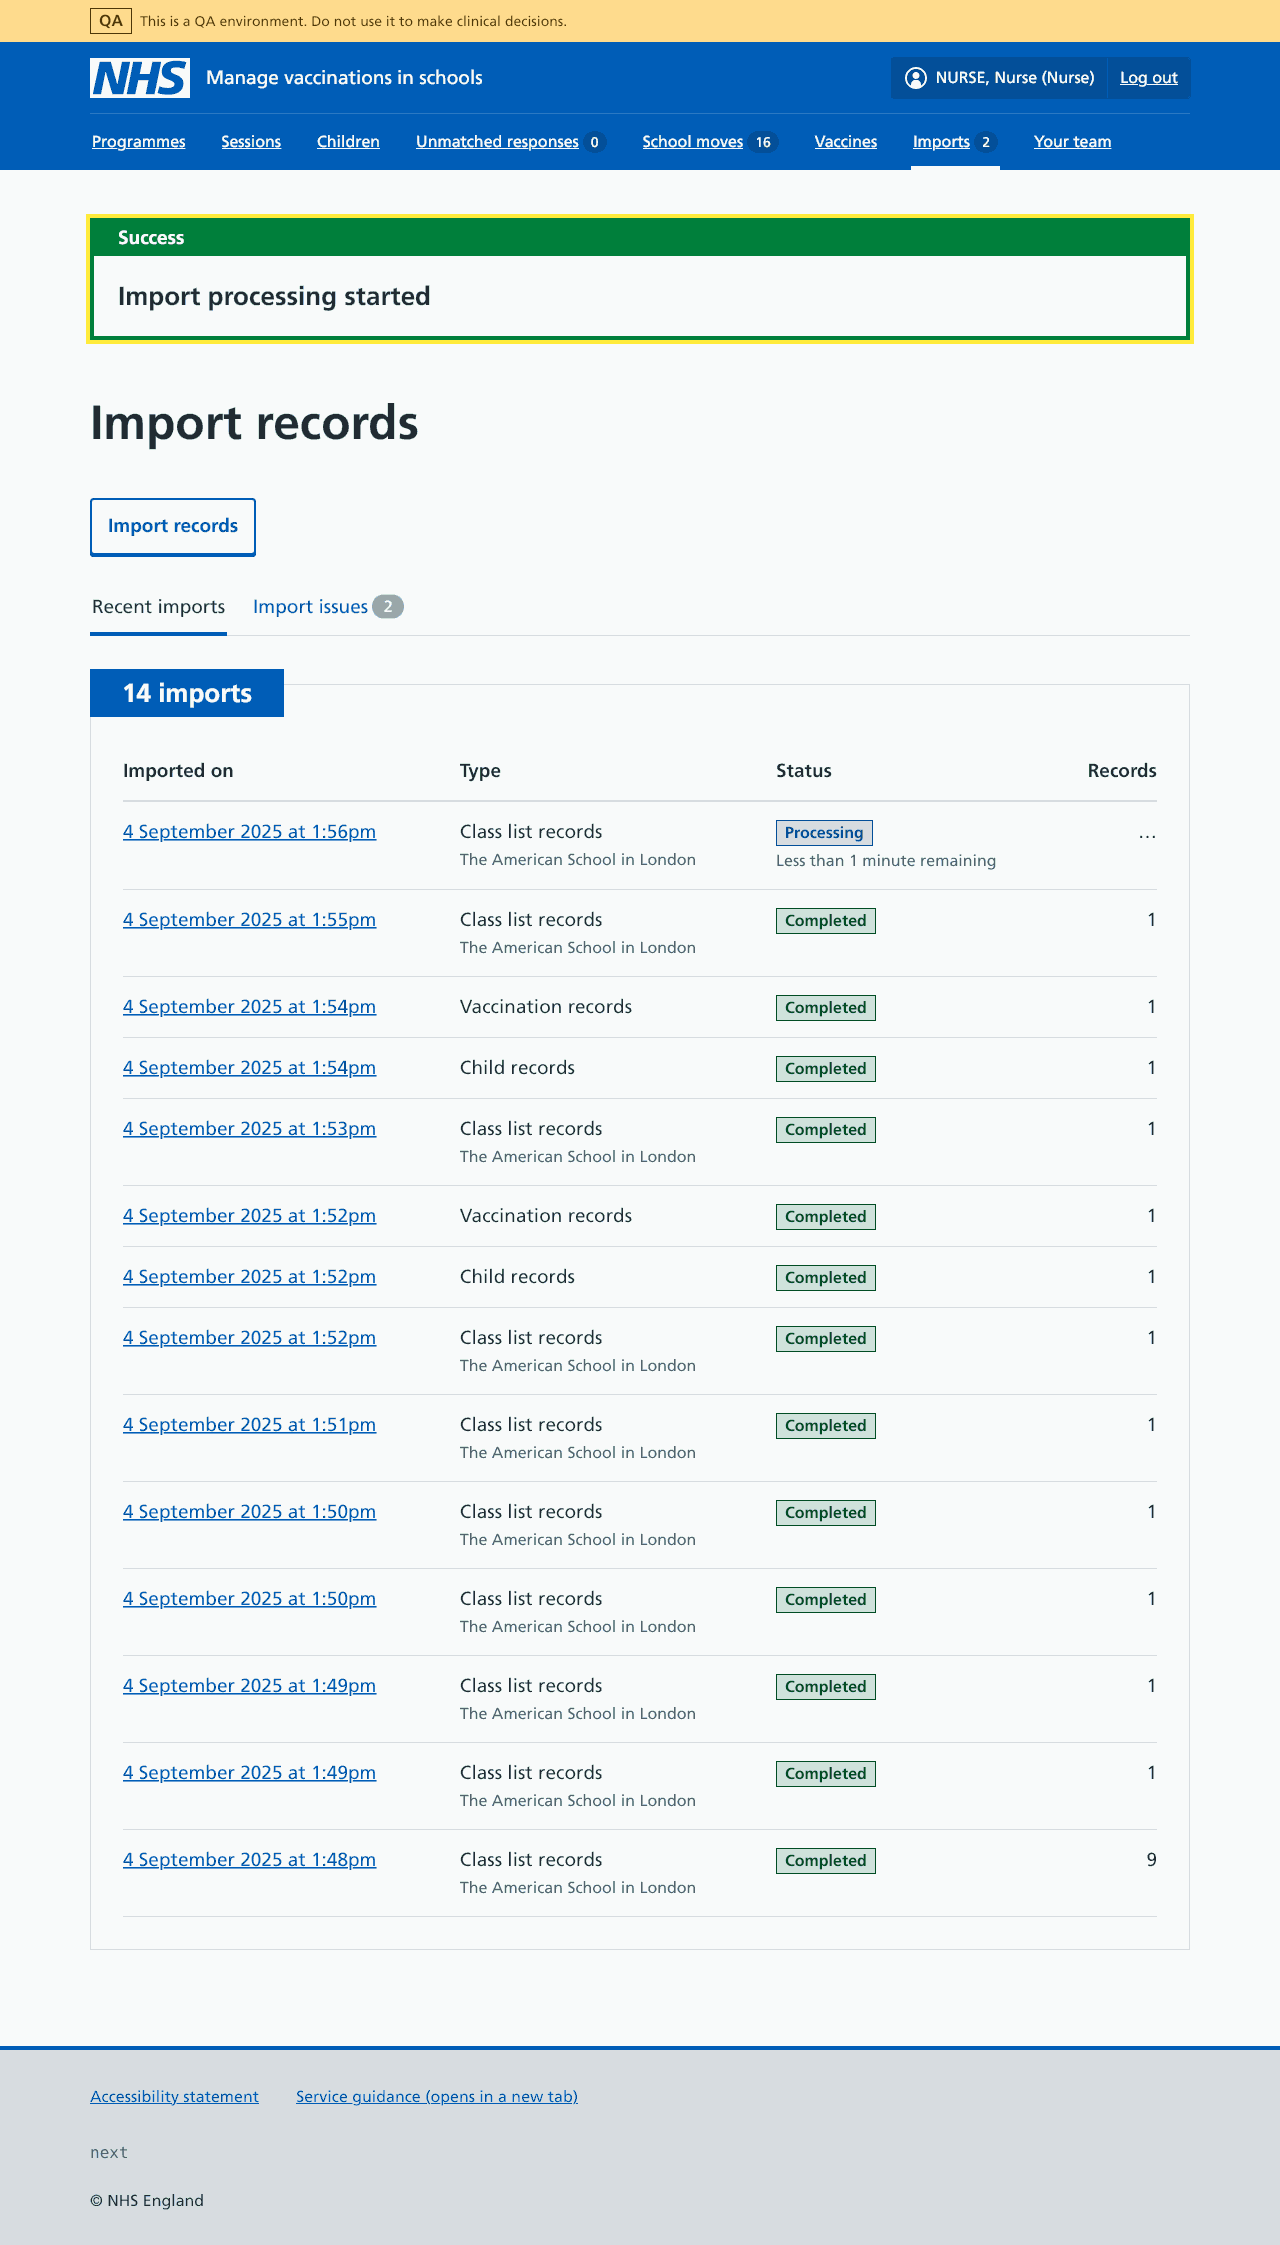 QA This is a QA environment. Do not use it to make clinical decisions.
NHS Manage vaccinations in schools NURSE, Nurse (Nurse) Log out
Programmes Sessions Children Unmatched responses 0 School moves 16 Vaccines Imports 2 Your team
Success
Import processing started
Import records
Import records
Recent imports Import issues 2
14 imports
Imported on Type Status Records
4 September 2025 at 1:56pm Class list records Processing ...
The American School in London Less than 1 minute remaining
4 September 2025 at 1:55pm Class list records Completed 1
The American School in London
4 September 2025 at 1:54pm Vaccination records Completed 1
4 September 2025 at 1:54pm Child records Completed 1
4 September 2025 at 1:53pm Class list records Completed 1
The American School in London
4 September 2025 at 1:52pm Vaccination records Completed 1
4 September 2025 at 1:52pm Child records Completed 1
4 September 2025 at 1:52pm Class list records Completed 1
The American School in London
4 September 2025 at 1:51pm Class list records Completed 1
The American School in London
4 September 2025 at 1:50pm Class list records Completed 1
The American School in London
4 September 2025 at 1:50pm Class list records Completed 1
The American School in London
4 September 2025 at 1:49pm Class list records Completed 1
The American School in London
4 September 2025 at 1:49pm Class list records Completed 1
The American School in London
4 September 2025 at 1:48pm Class list records Completed 9
The American School in London
Accessibility statement Service guidance (opens in a new tab)
next
© NHS England